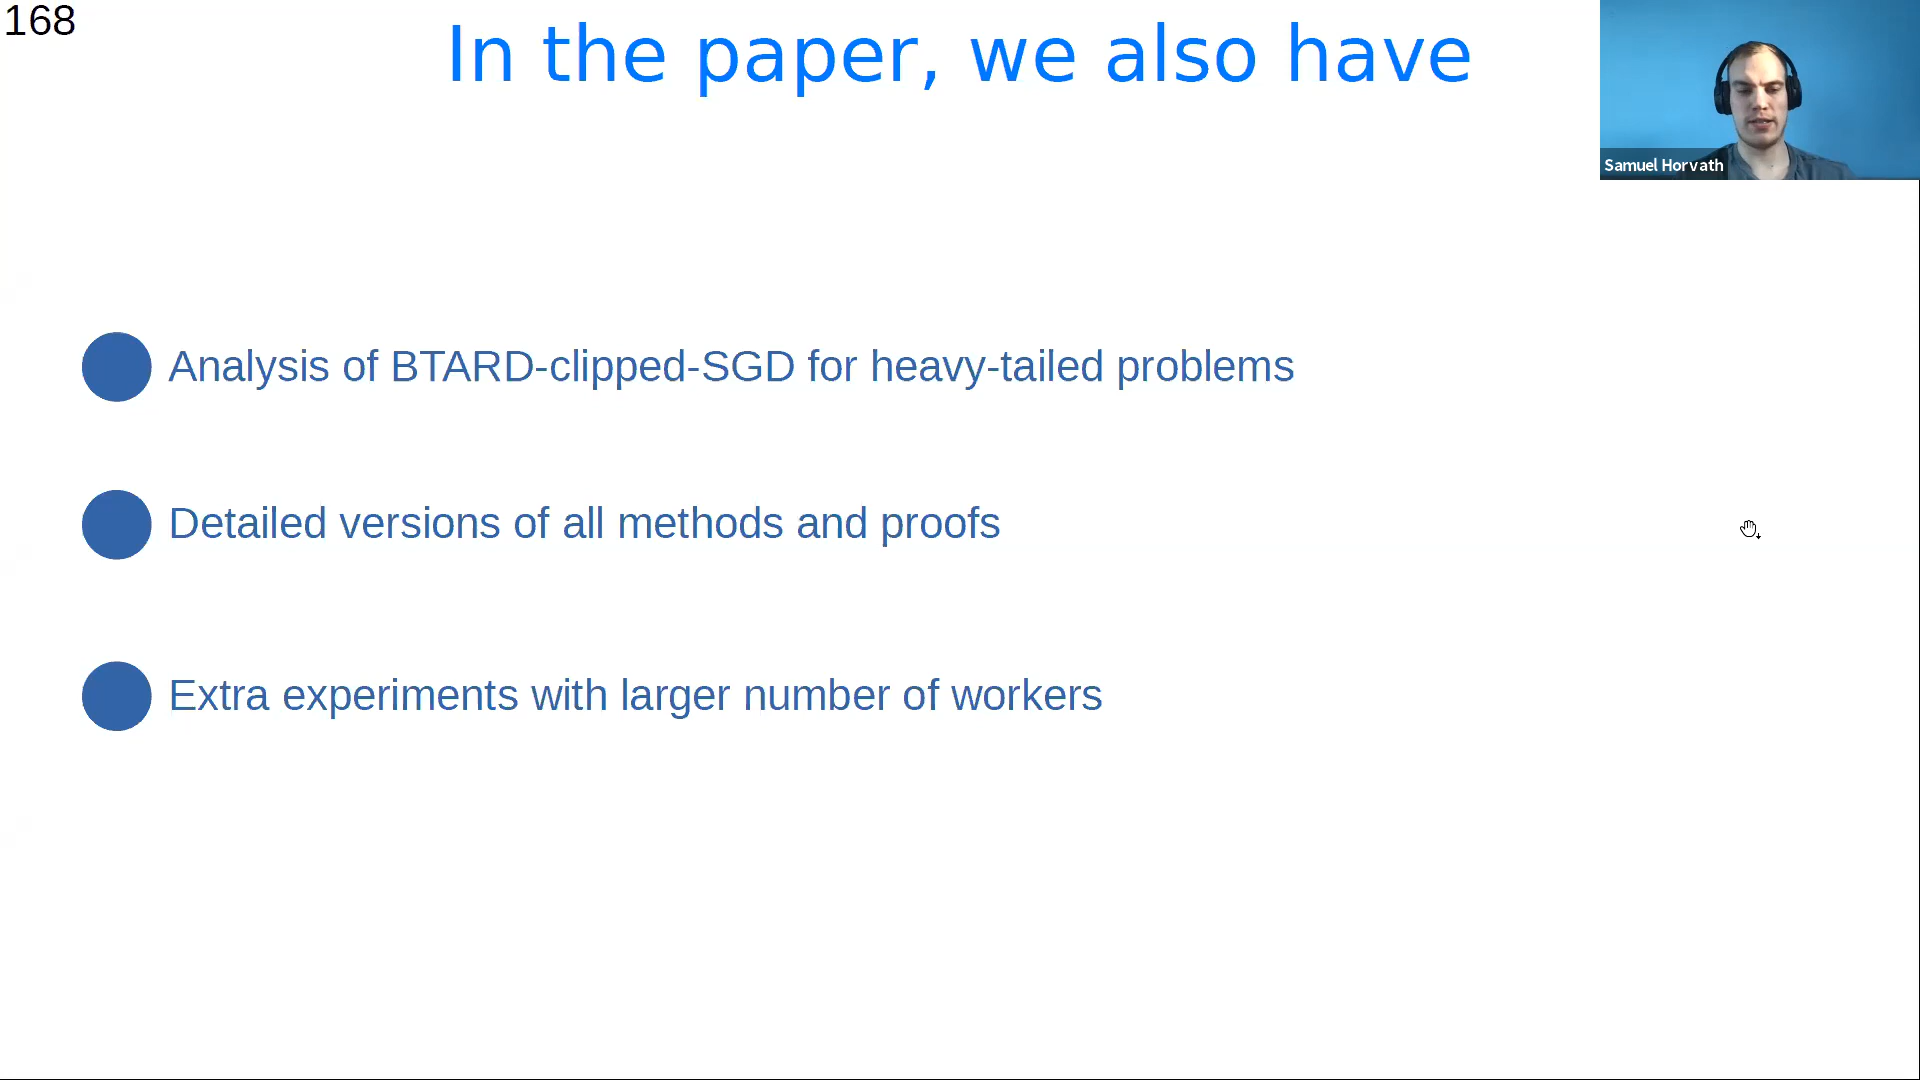 168
In the paper, we also have
Samuel Horvath
Analysis of BTARD-clipped-SGD for heavy-tailed problems
Detailed versions of all methods and proofs
Extra experiments with larger number of workers